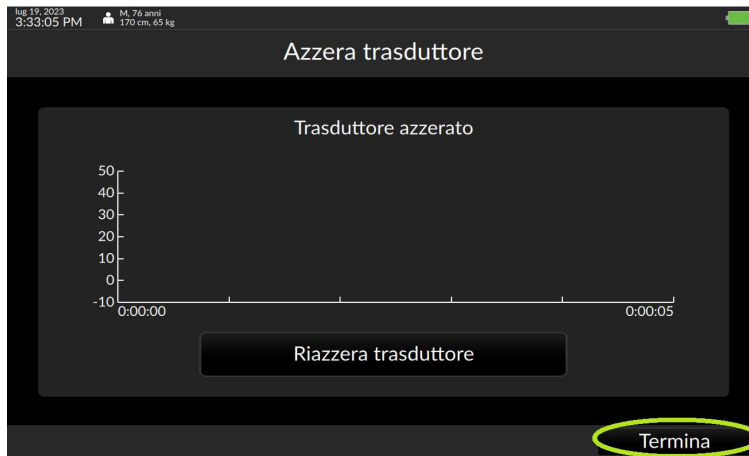 lug 19, 2023
3:33:05 PM
M, 76 anni
170 cm, 65 kg
Azzera trasduttore
Trasduttore azzerato
50
40
30
20
10
0
-10
0:00:00
0:00:05
Riazzera trasduttore
Termina